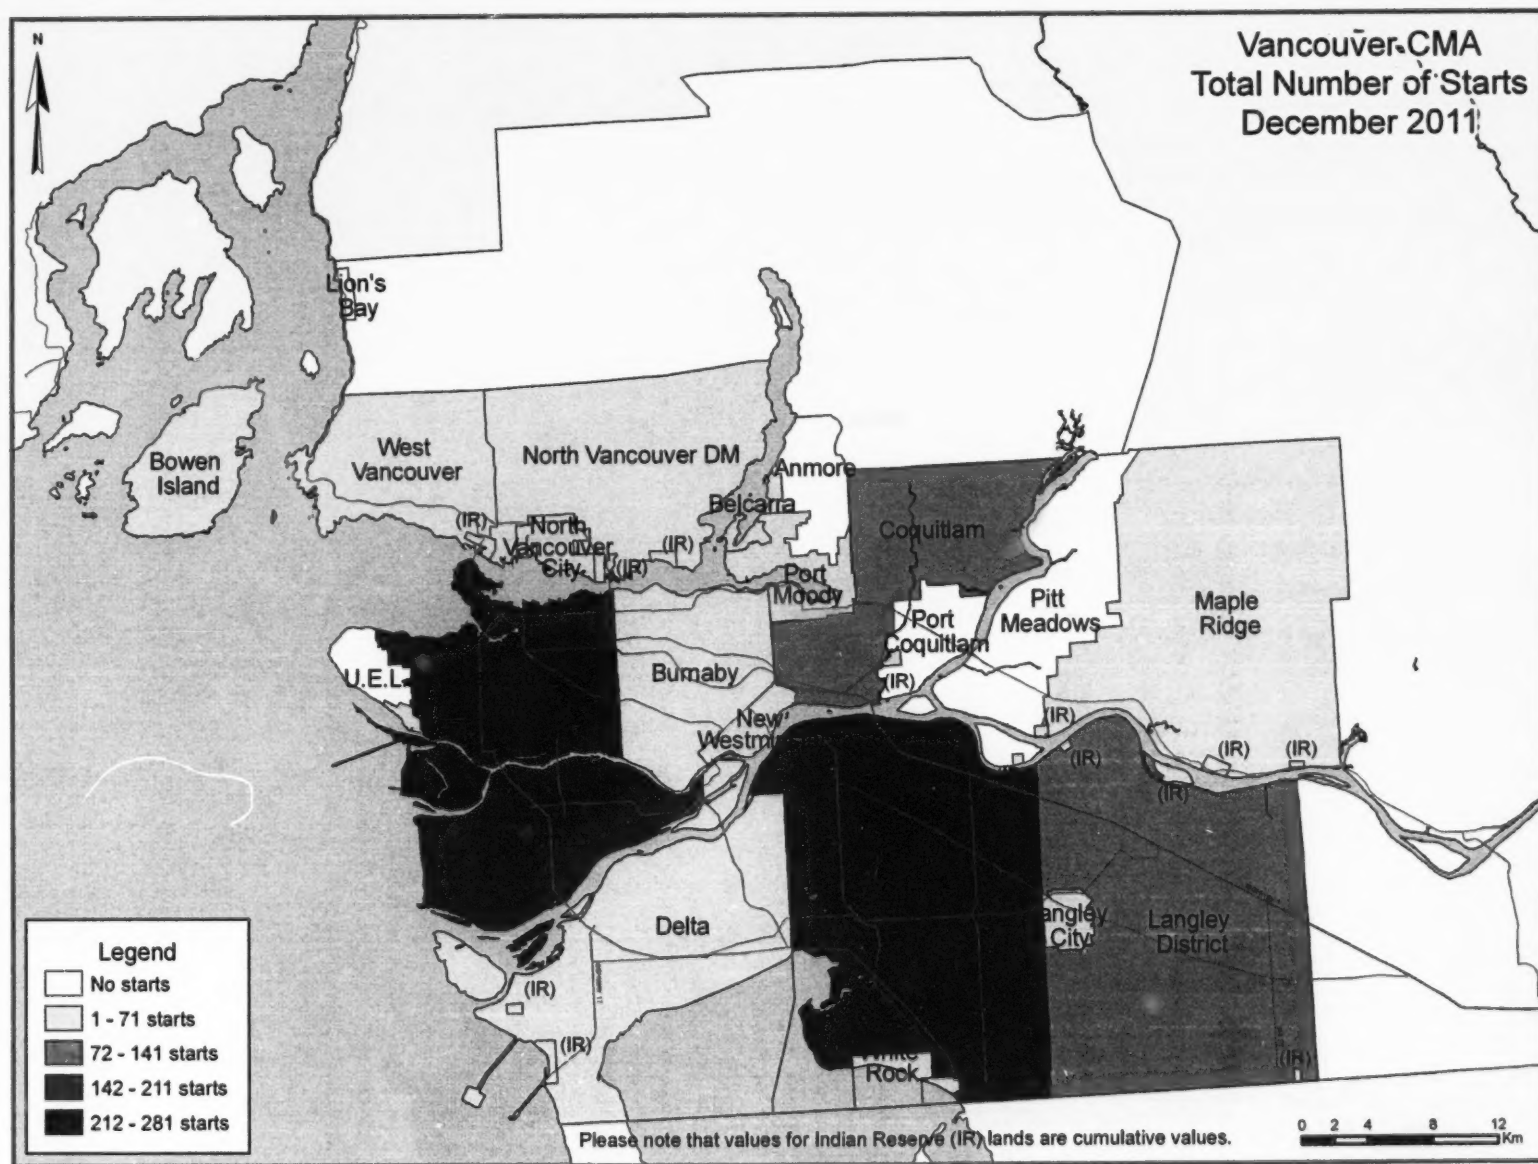 N
Vancouver CMA
Total Number of Starts
December 2011
Lion's
Bay
West
Vancouver
North Vancouver DM
Anmore
Bowen
Island
Belcarra
Coquitlam
(IR)
North
Vancouver
City
(IR)
(IR)
Port
Moody
Pitt
Meadows
Maple
Ridge
Port
Coquitlam
U.E.L.
Burnaby
(IR)
New
(IR)
(IR)
(IR)
(IR)
(IR)
Delta
City
Langley
District
Legend
No starts
1 - 71 starts
72 - 141 starts
142 - 211 starts
212 - 281 starts
(IR)
(IR)
(IR)
Rock
Please note that values for Indian Reserve (IR) lands are cumulative values.
0 2 4 8 12
Km